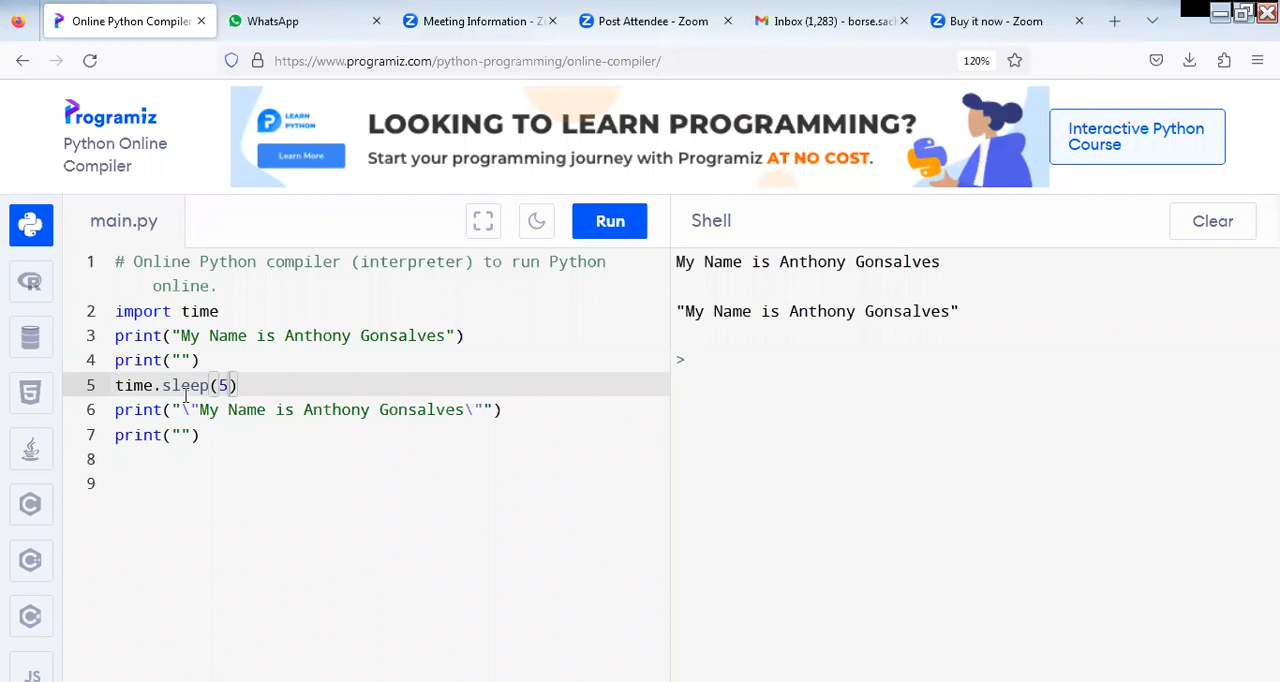 Online Python Compiler
WhatsApp
Meeting Information - Z
Post Attendee - Zoom
Inbox (1,283) - borse.sac
Buy it now - Zoom
https://www.programiz.com/python-programming/online-compiler/
120%
Programiz
Python Online
Compiler
LEARN
PYTHON
Learn More
LOOKING TO LEARN PROGRAMMING?
Start your programming journey with Programiz AT NO COST.
Interactive Python
Course
main.py
Run
Shell
Clear
1 # Online Python compiler (interpreter) to run Python
online.
2 import time
3 print("My Name is Anthony Gonsalves")
4 print("")
5 time.sleep(5)
6 print("\"My Name is Anthony Gonsalves\"")
7 print("")
8
9
My Name is Anthony Gonsalves
"My Name is Anthony Gonsalves"
>
R
JS